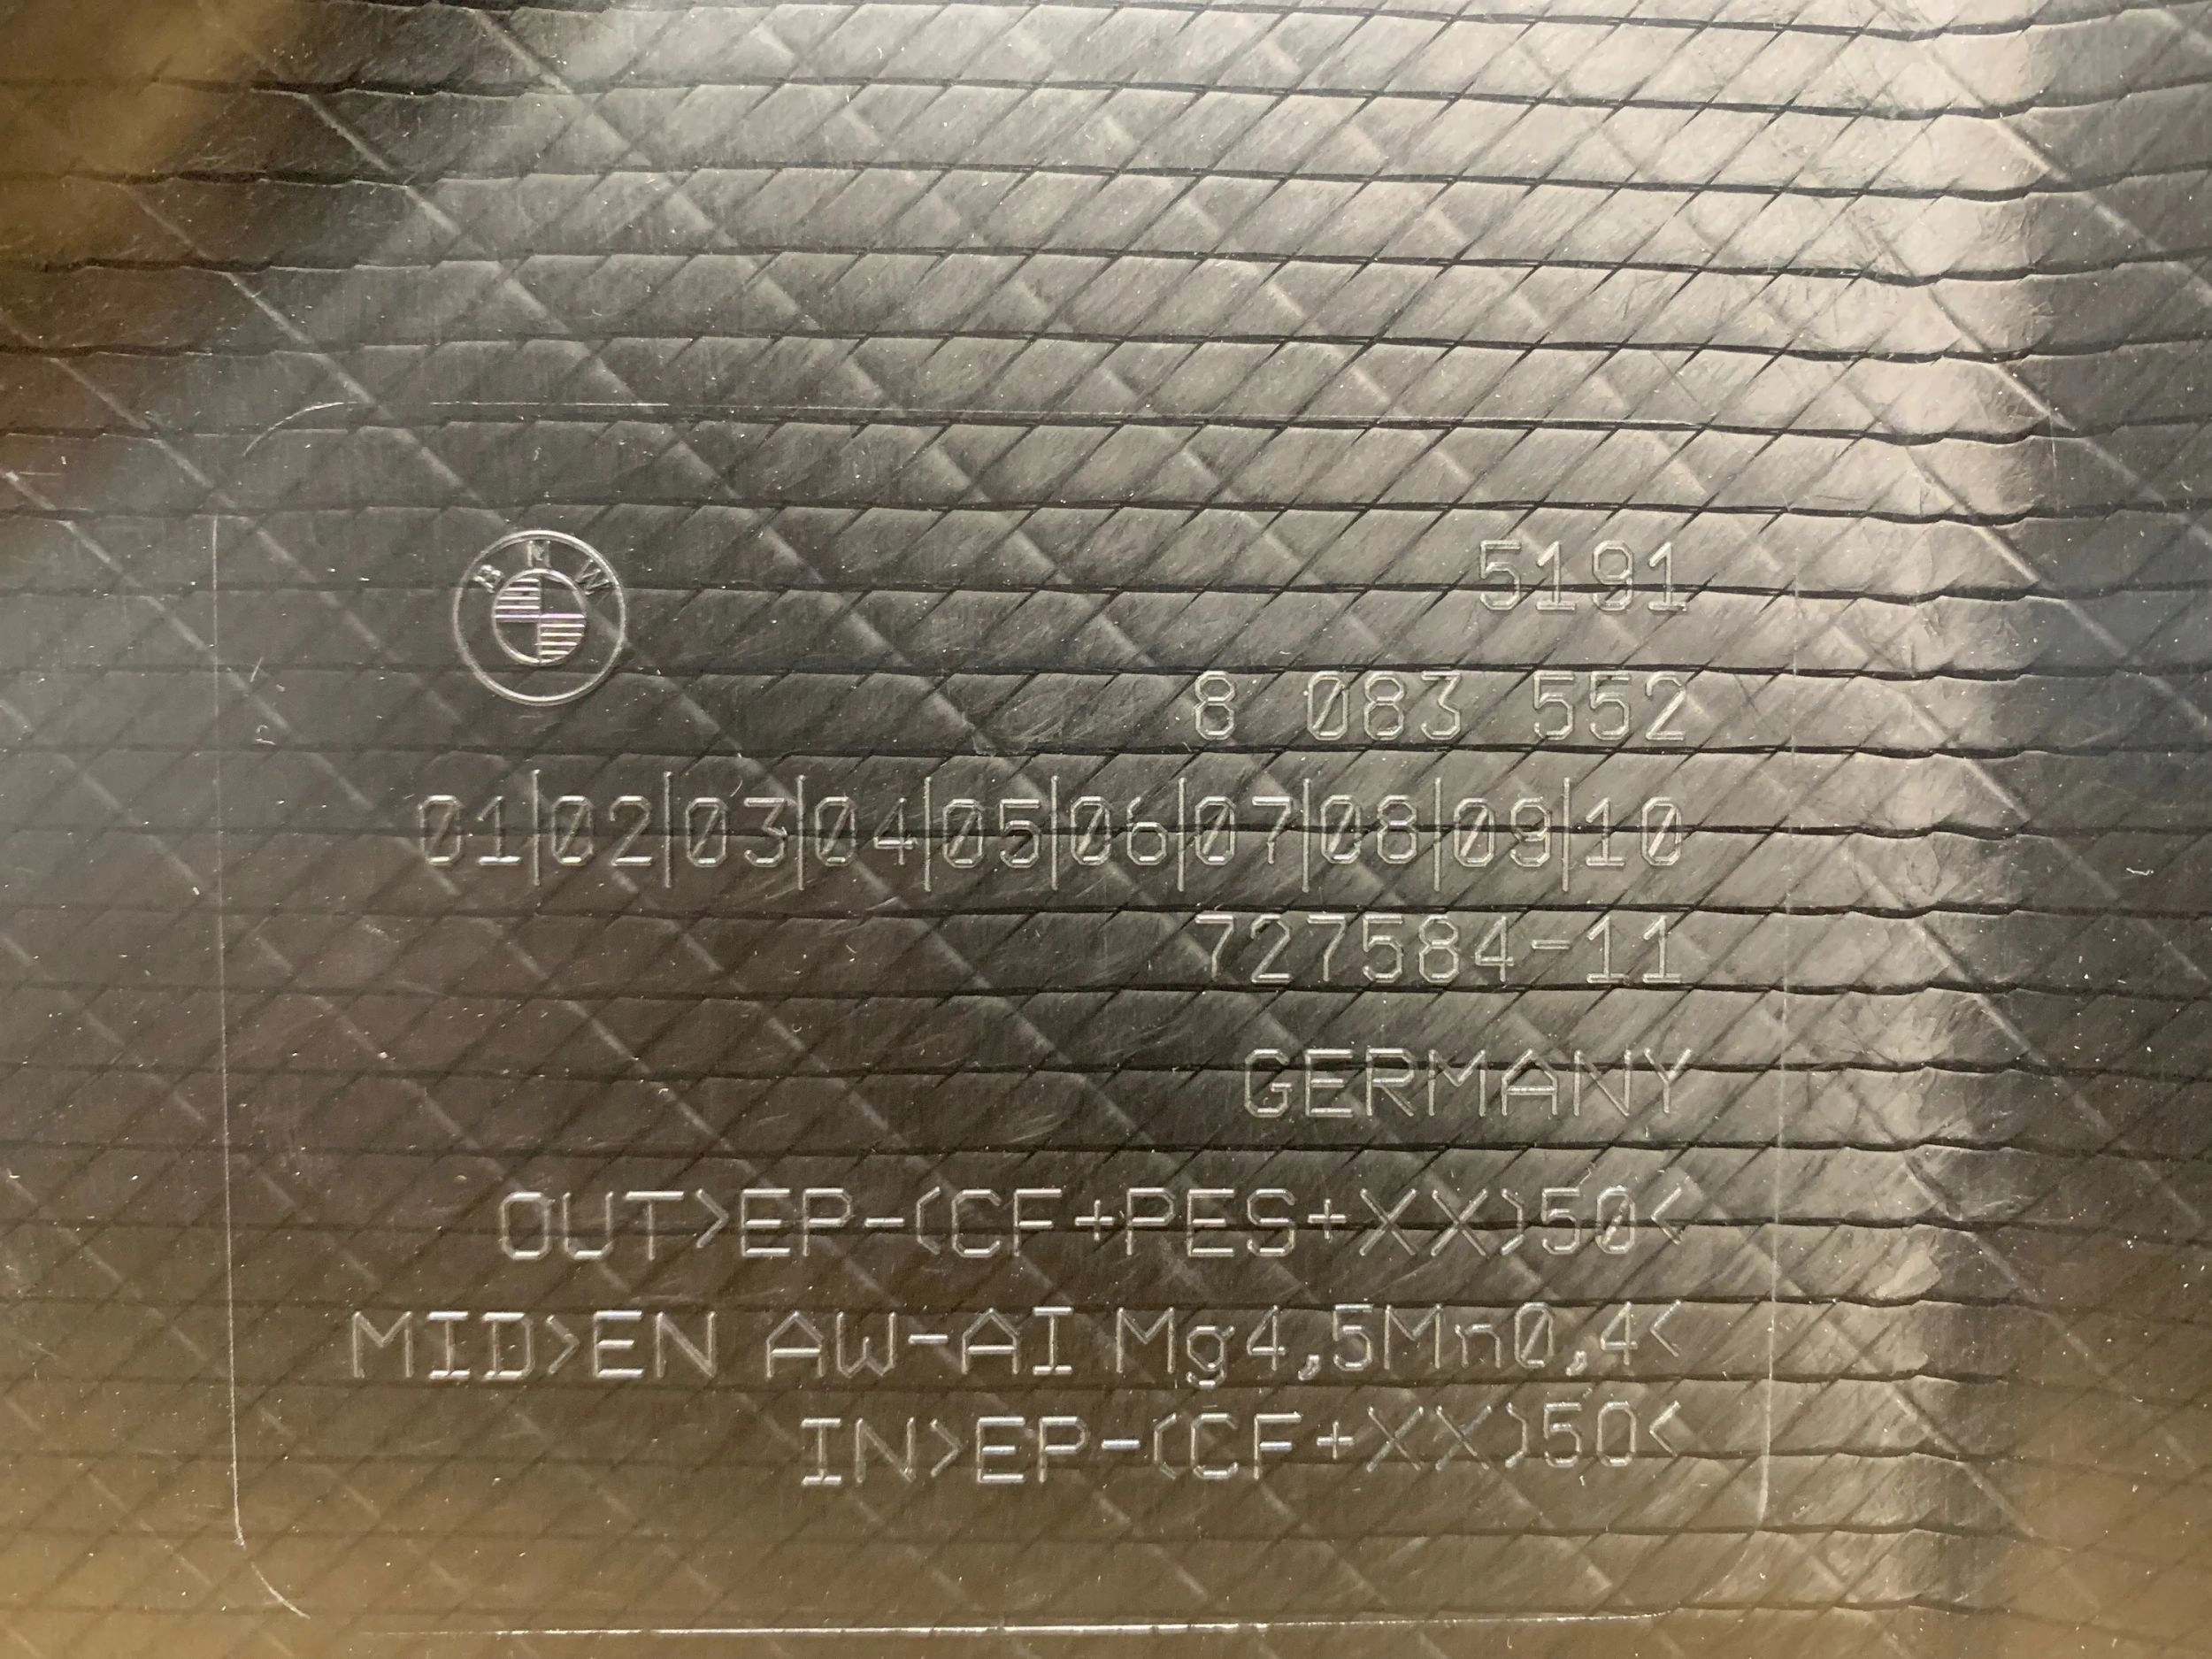 BMW
5191
8 083 552
01|02|03|04|05|06|07|08|09|10
727584-11
GERMANY
OUT>EP-(CF+PES+XX)50<
MID>EN AW-AI Mg4,5Mn0,4<
IN>EP-(CF+XX)50<